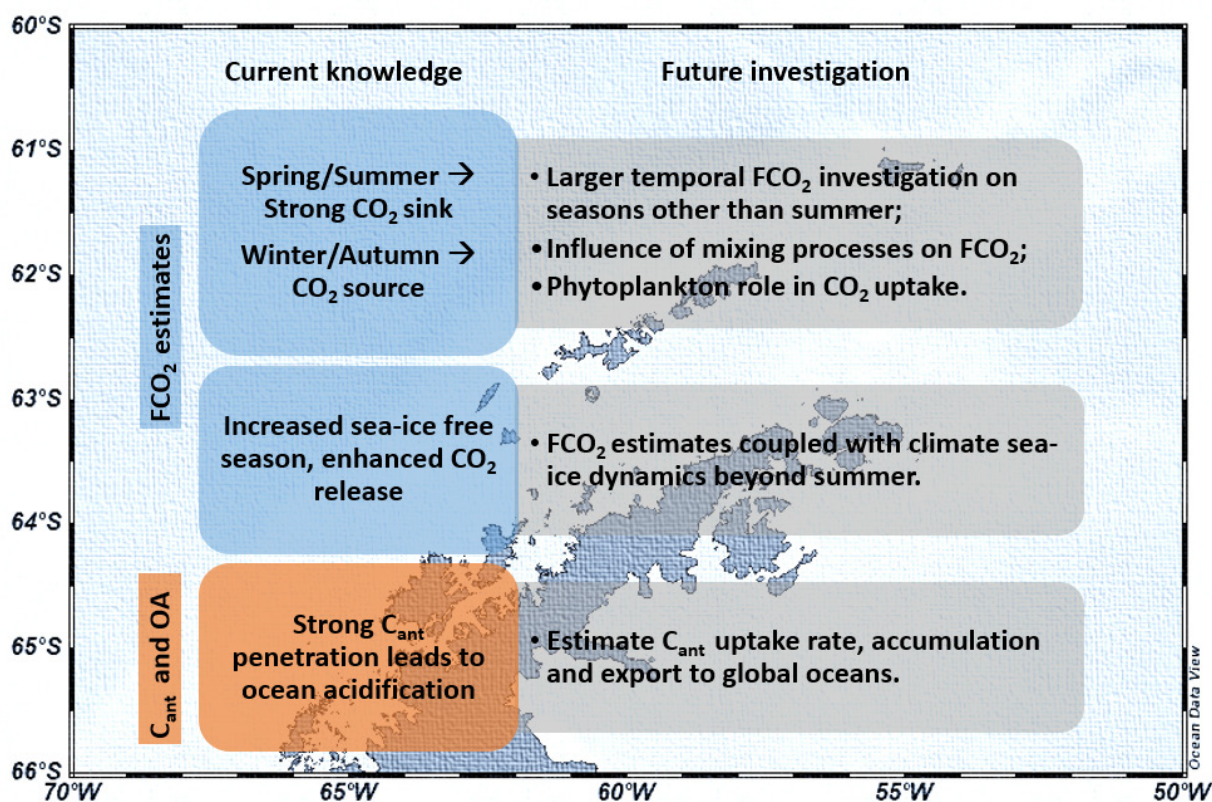 60°S
Current knowledge
Future investigation
61°S
Spring/Summer →
Strong CO₂ sink
Winter/Autumn →
CO₂ source
• Larger temporal FCO₂ investigation on
seasons other than summer;
• Influence of mixing processes on FCO₂;
• Phytoplankton role in CO₂ uptake.
62°S
FCO₂ estimates
63°S
Increased sea-ice free
season, enhanced CO₂
release
• FCO₂ estimates coupled with climate sea-
ice dynamics beyond summer.
64°S
C_ant and OA
Strong C_ant
penetration leads to
ocean acidification
• Estimate C_ant uptake rate, accumulation
and export to global oceans.
65°S
Ocean Data View
66°S
70°W
65°W
60°W
55°W
50°W